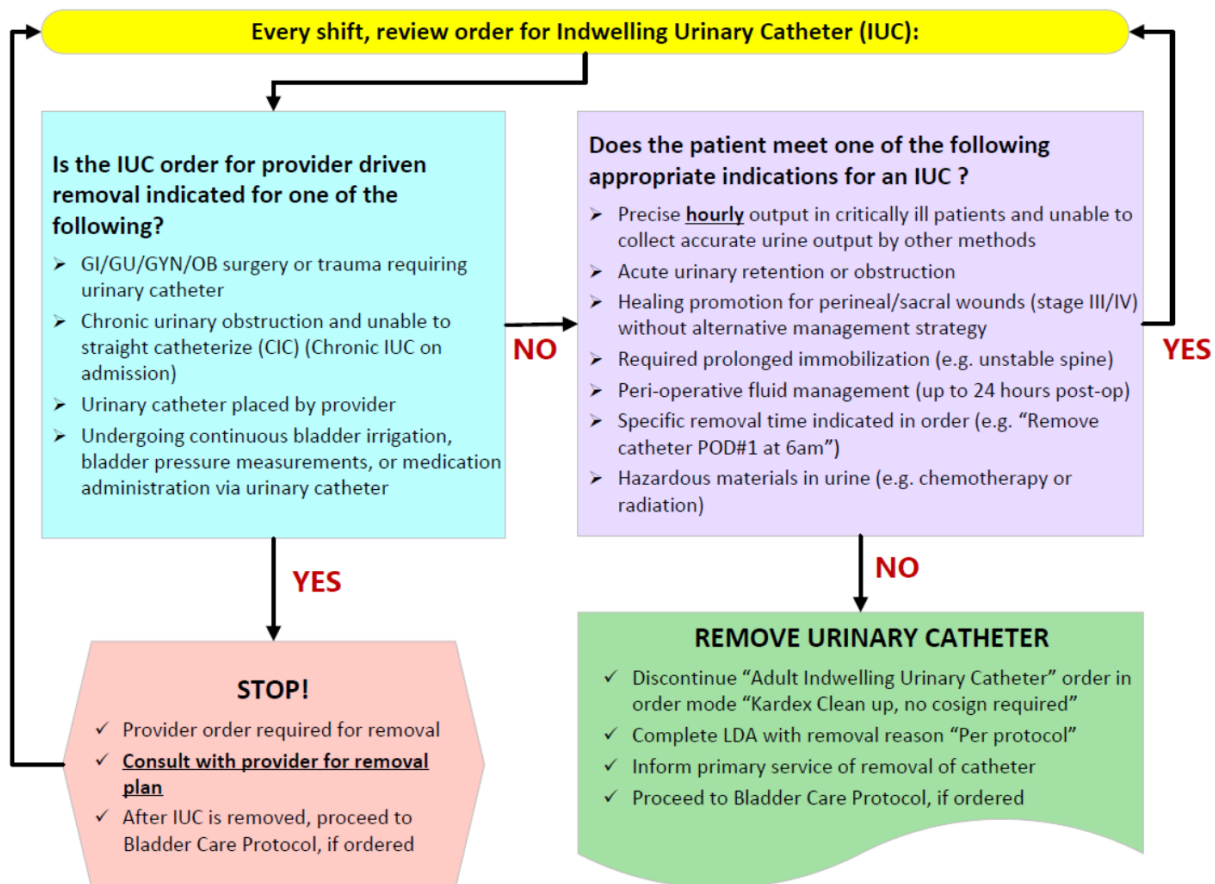 Every shift, review order for Indwelling Urinary Catheter (IUC):
Is the IUC order for provider driven
removal indicated for one of the
following?
➢ GI/GU/GYN/OB surgery or trauma requiring
urinary catheter
➢ Chronic urinary obstruction and unable to
straight catheterize (CIC) (Chronic IUC on
admission)
➢ Urinary catheter placed by provider
➢ Undergoing continuous bladder irrigation,
bladder pressure measurements, or medication
administration via urinary catheter
NO
Does the patient meet one of the following
appropriate indications for an IUC ?
➢ Precise hourly output in critically ill patients and unable to
collect accurate urine output by other methods
➢ Acute urinary retention or obstruction
➢ Healing promotion for perineal/sacral wounds (stage III/IV)
without alternative management strategy
➢ Required prolonged immobilization (e.g. unstable spine)
➢ Peri-operative fluid management (up to 24 hours post-op)
➢ Specific removal time indicated in order (e.g. “Remove
catheter POD#1 at 6am”)
➢ Hazardous materials in urine (e.g. chemotherapy or
radiation)
YES
YES
NO
STOP!
✓ Provider order required for removal
✓ Consult with provider for removal
plan
✓ After IUC is removed, proceed to
Bladder Care Protocol, if ordered
REMOVE URINARY CATHETER
✓ Discontinue “Adult Indwelling Urinary Catheter” order in
order mode “Kardex Clean up, no cosign required”
✓ Complete LDA with removal reason “Per protocol”
✓ Inform primary service of removal of catheter
✓ Proceed to Bladder Care Protocol, if ordered